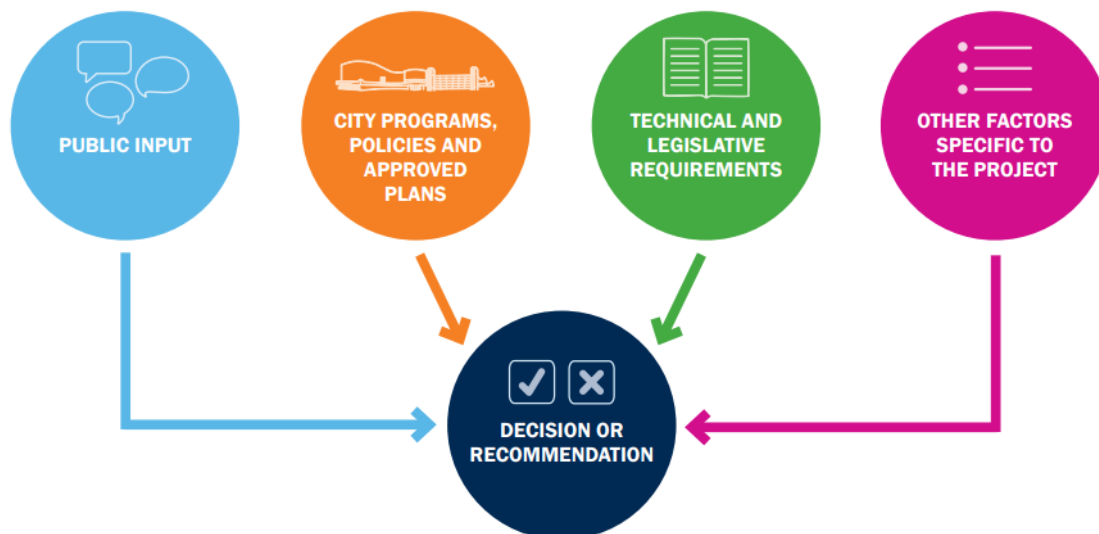 PUBLIC INPUT
CITY PROGRAMS,
POLICIES AND
APPROVED
PLANS
TECHNICAL AND
LEGISLATIVE
REQUIREMENTS
OTHER FACTORS
SPECIFIC TO
THE PROJECT
DECISION OR
RECOMMENDATION